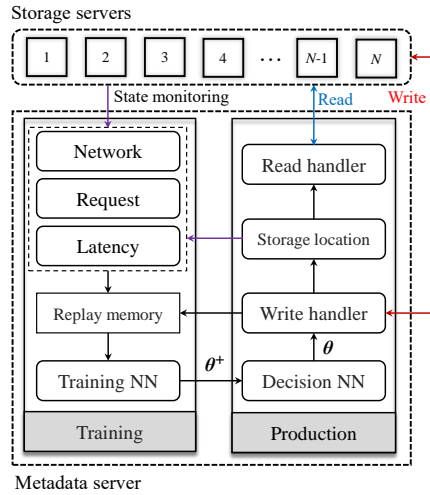 Storage servers
1 2 3 4 ... N-1 N
State monitoring
Read
Write
Network
Request
Latency
Replay memory
Training NN
Training
θ+
Read handler
Storage location
Write handler
θ
Decision NN
Production
Metadata server